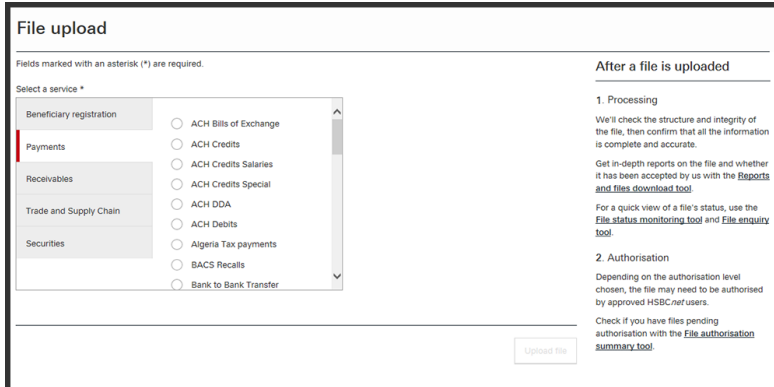 File upload
Fields marked with an asterisk (*) are required.
Select a service *
Beneficiary registration
Payments
Receivables
Trade and Supply Chain
Securities
ACH Bills of Exchange
ACH Credits
ACH Credits Salaries
ACH Credits Special
ACH DDA
ACH Debits
Algeria Tax payments
BACS Recalls
Bank to Bank Transfer
Upload file
After a file is uploaded
1. Processing
We'll check the structure and integrity of
the file, then confirm that all the information
is complete and accurate.
Get in-depth reports on the file and whether
it has been accepted by us with the Reports
and files download tool.
For a quick view of a file's status, use the
File status monitoring tool and File enquiry
tool.
2. Authorisation
Depending on the authorisation level
chosen, the file may need to be authorised
by approved HSBCnet users.
Check if you have files pending
authorisation with the File authorisation
summary tool.